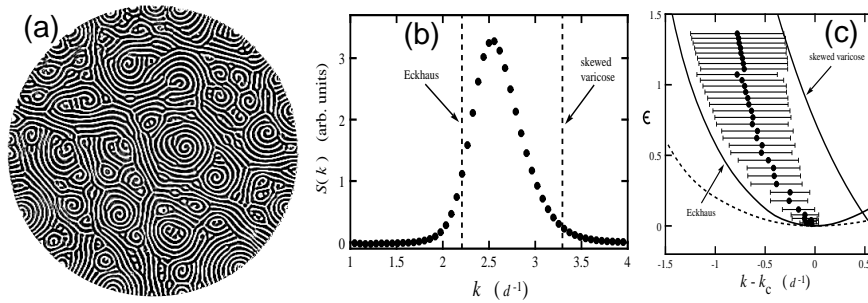 (a)
(b)
3
2
1
0
S(k) (arb. units)
Eckhaus
skewed
varicose
1 1.5 2 2.5 3 3.5 4
k (d⁻¹)
(c)
1.5
1
ϵ
0.5
0
skewed varicose
Eckhaus
-1.5 -1 -0.5 0 0.5
k - k_c (d⁻¹)